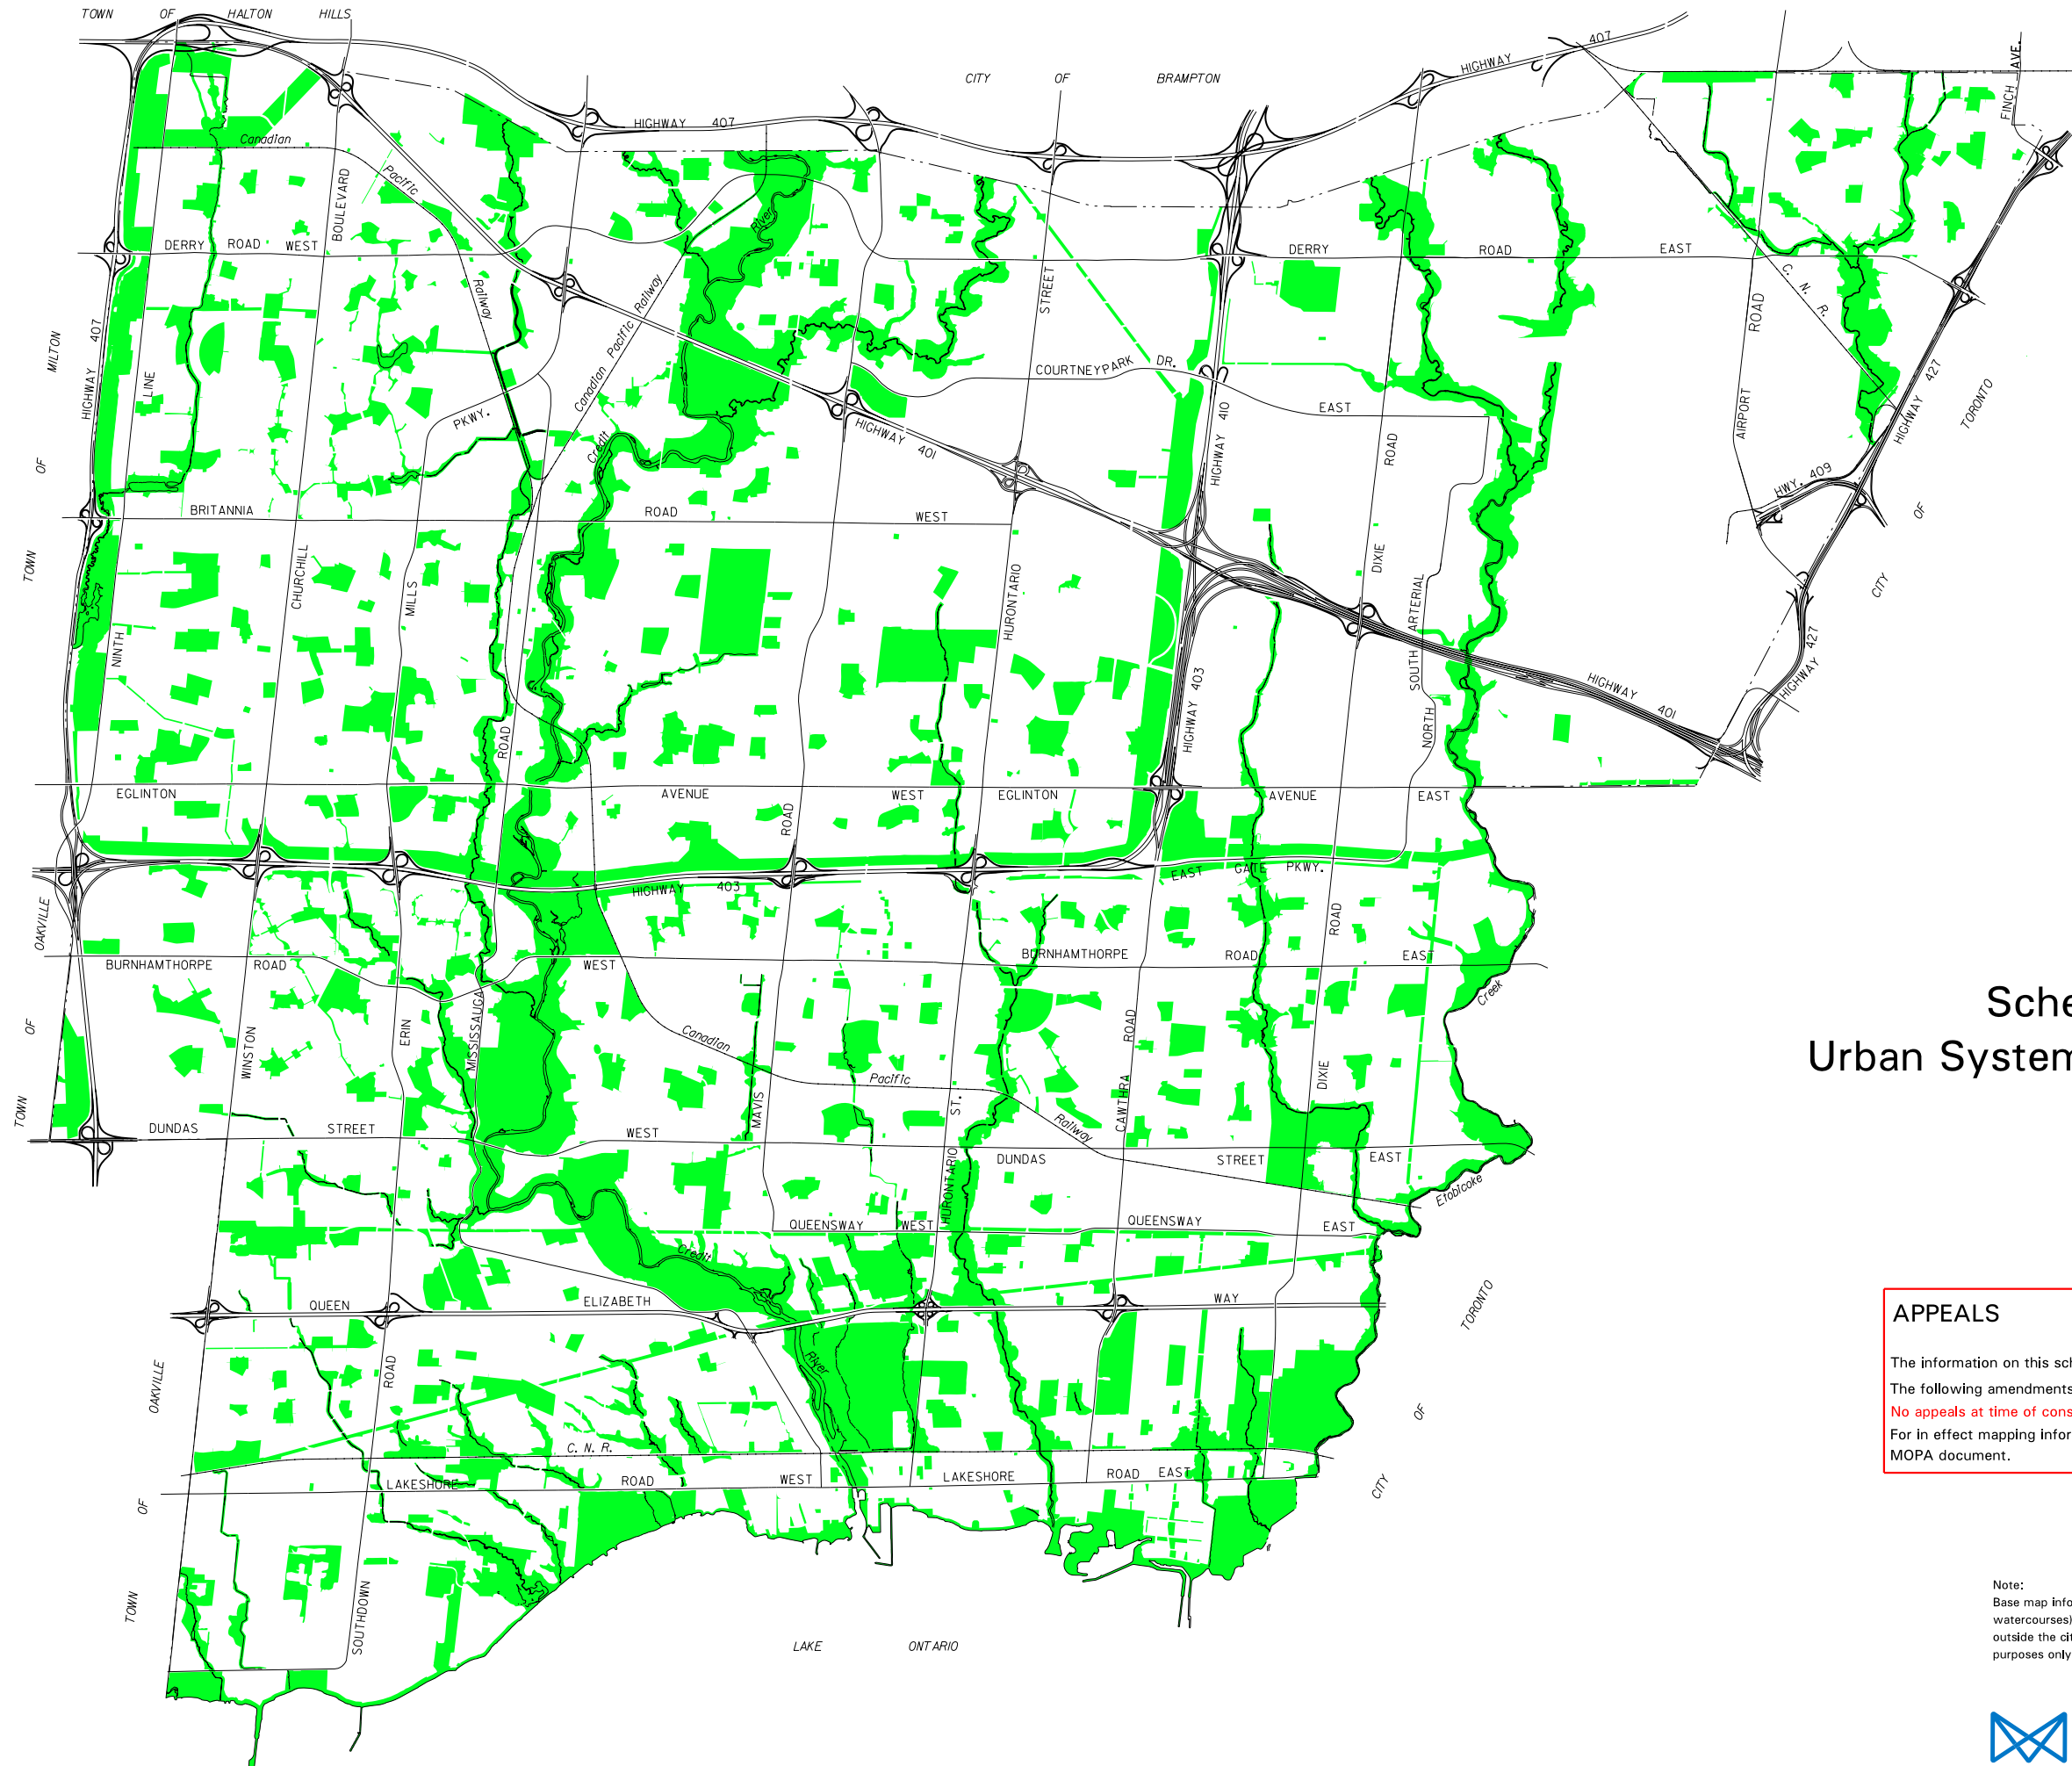 TOWN OF HALTON HILLS
CITY OF BRAMPTON
HIGHWAY 407
FINCH AVE.
HIGHWAY 407
Canadian
Pacific
Railway
BOULEVARD
River
DERRY ROAD WEST
DERRY ROAD EAST
STREET
ROAD
C. N. R.
MILTON
HIGHWAY 407
LINE
Canadian Pacific Railway
COURTNEYPARK DR.
EAST
AIRPORT
HIGHWAY 427
TORONTO
PKWY.
Credit
HIGHWAY 401
HIGHWAY 410
ROAD
HWY. 409
OF
BRITANNIA ROAD WEST
OF
TOWN
CHURCHILL
MILLS
HURONTARIO
DIXIE
CITY
NINTH
SOUTH ARTERIAL
HIGHWAY 427
ROAD
HIGHWAY 403
NORTH
HIGHWAY 401
EGLINTON AVENUE WEST
EGLINTON AVENUE EAST
ROAD
HIGHWAY 403
EAST GATE PKWY.
OAKVILLE
ROAD
BURNHAMTHORPE ROAD WEST
BURNHAMTHORPE ROAD EAST
Creek
Sche
Urban System
OF
WINSTON
ERIN
MISSISSAUGA
Canadian
Pacific
Railway
ROAD
TOWN
MAVIS
ST.
CAWTHRA
DIXIE
DUNDAS STREET WEST
DUNDAS STREET EAST
HURONTARIO
Etobicoke
QUEENSWAY WEST
QUEENSWAY EAST
Credit
TORONTO
QUEEN ELIZABETH WAY
APPEALS
The information on this sch
The following amendments
No appeals at time of cons
For in effect mapping infor
MOPA document.
OAKVILLE
ROAD
River
OF
C. N. R.
LAKESHORE ROAD WEST
LAKESHORE ROAD EAST
CITY
OF
TOWN
SOUTHDOWN
LAKE ONTARIO
Note:
Base map info
watercourses)
outside the cit
purposes only